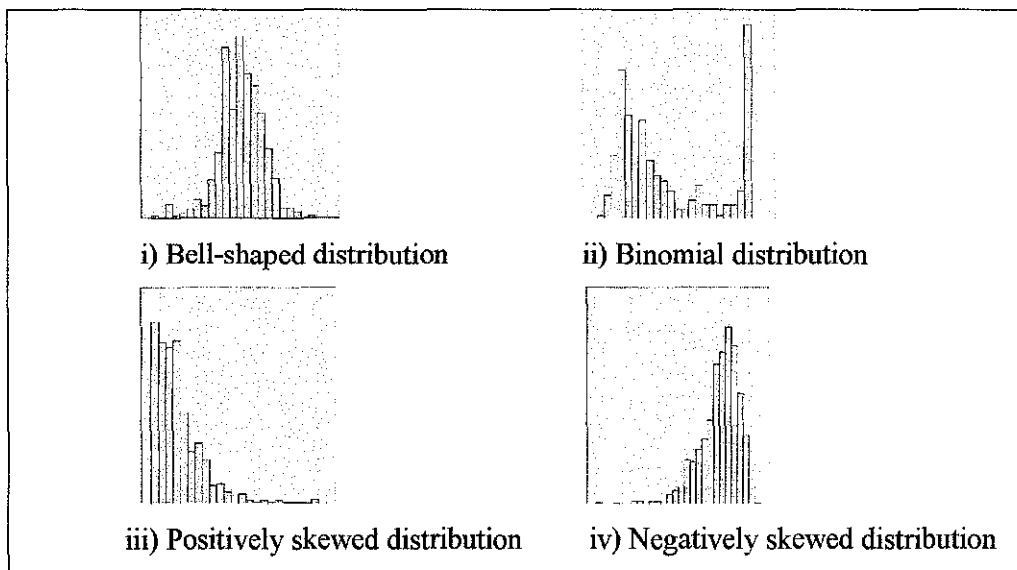 i) Bell-shaped distribution
ii) Binomial distribution
iii) Positively skewed distribution
iv) Negatively skewed distribution